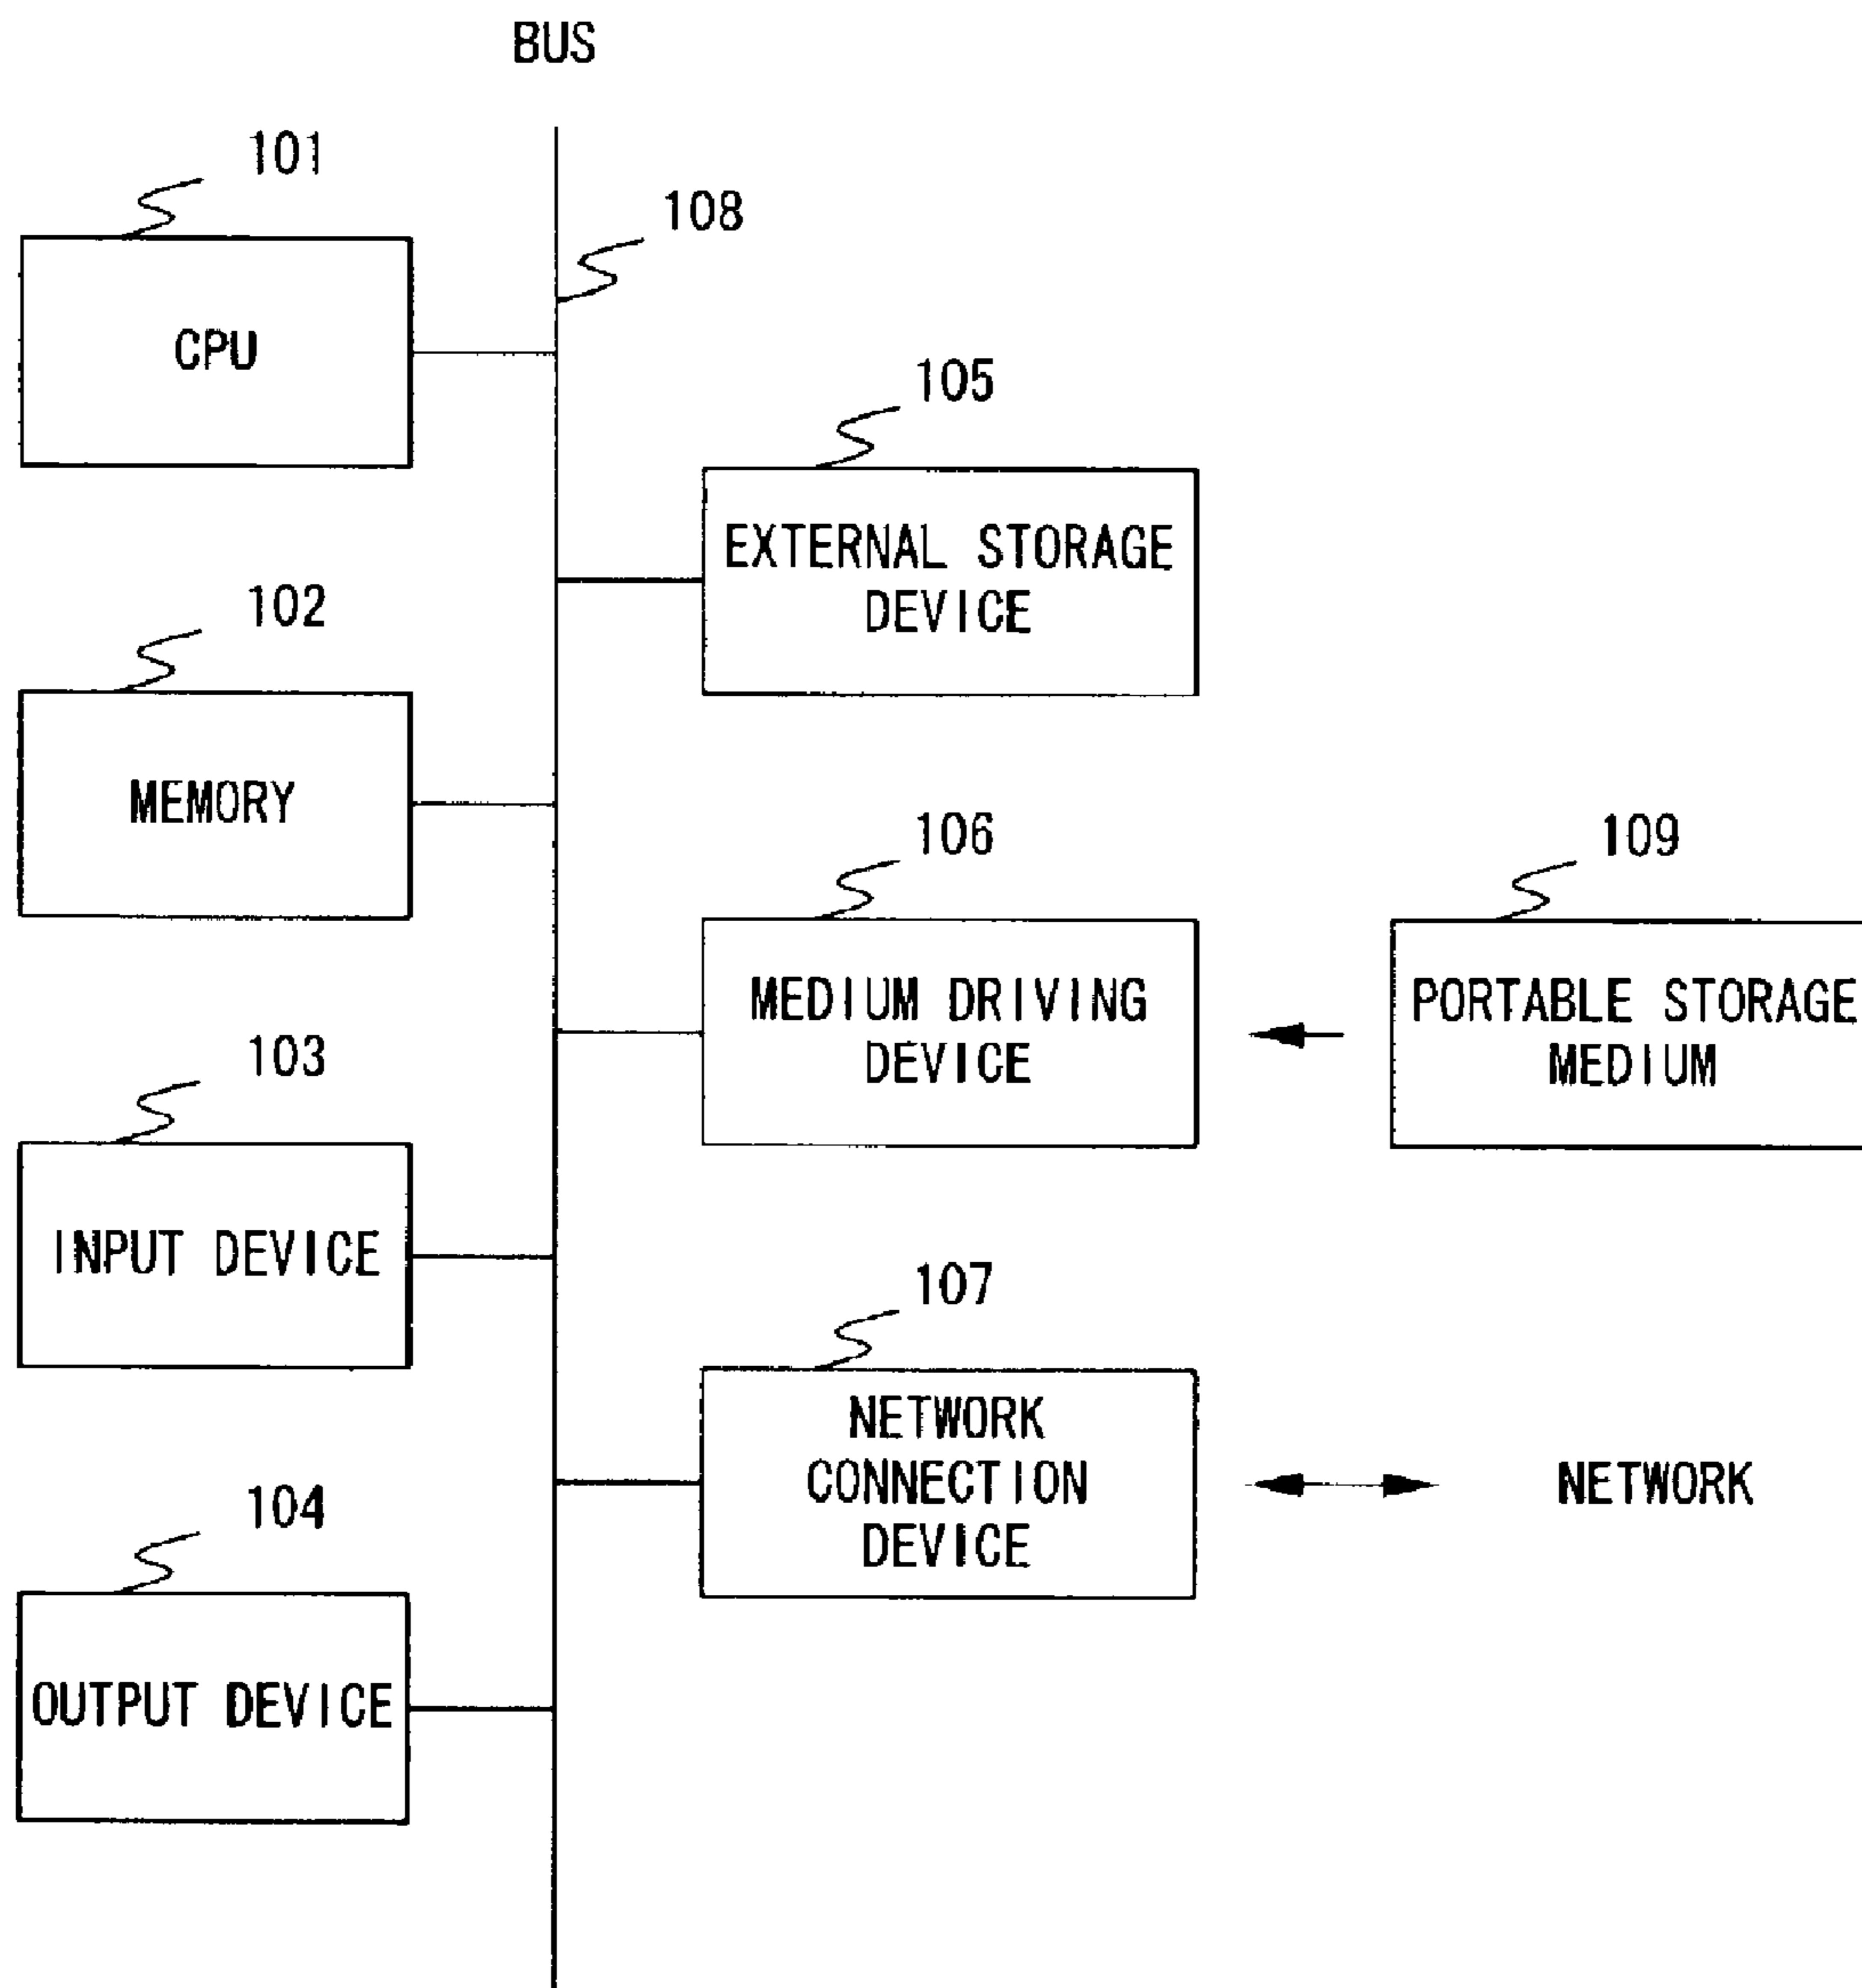 BUS
101
108
CPU
105
EXTERNAL STORAGE
DEVICE
102
MEMORY
106
109
MEDIUM DRIVING
DEVICE
PORTABLE STORAGE
MEDIUM
103
INPUT DEVICE
107
NETWORK
CONNECTION
DEVICE
NETWORK
104
OUTPUT DEVICE